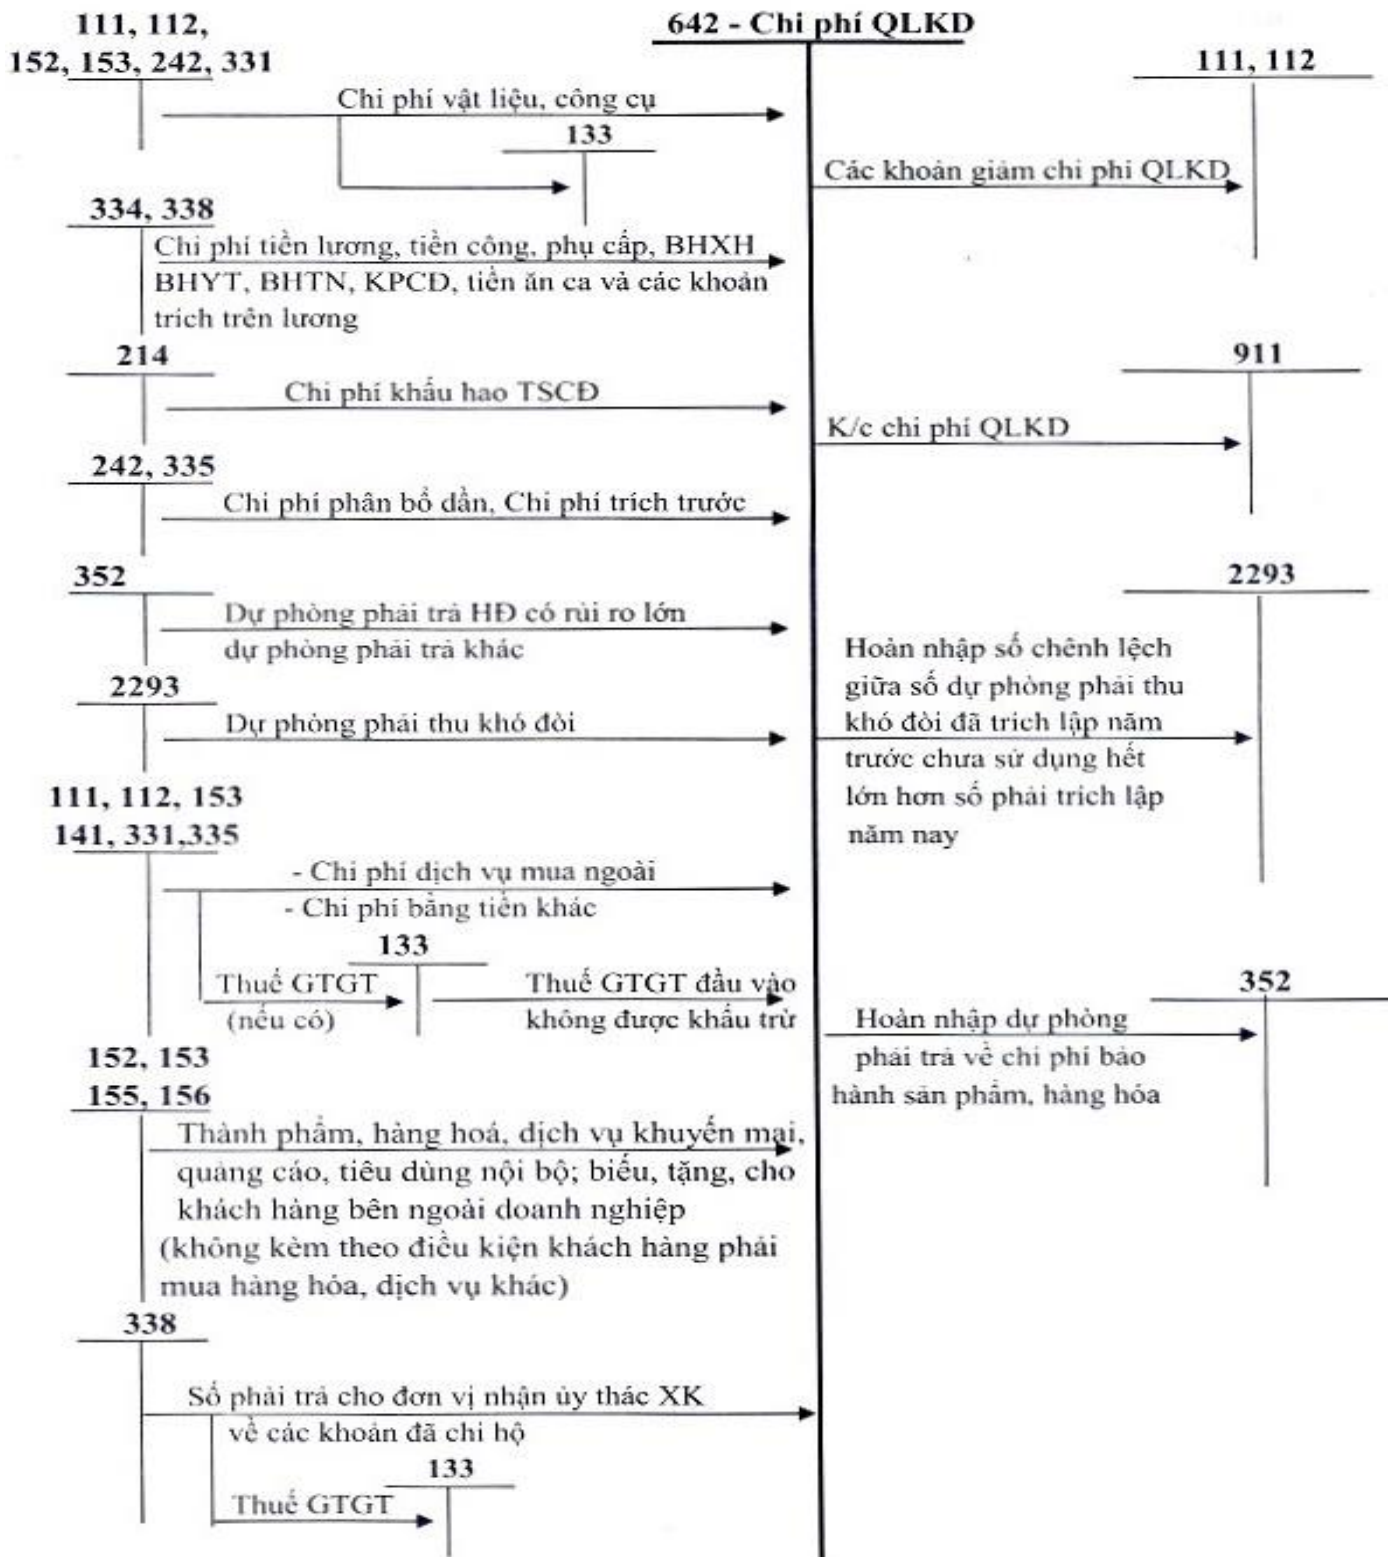 111, 112,
152, 153, 242, 331
642 - Chi phí QLKD
111, 112
Chi phí vật liệu, công cụ
133
Các khoản giảm chi phí QLKD
334, 338
Chi phí tiền lương, tiền công, phụ cấp, BHXH
BHYT, BHTN, KPCĐ, tiền ăn ca và các khoản
trích trên lương
214
Chi phí khấu hao TSCĐ
911
K/c chi phí QLKD
242, 335
Chi phí phân bổ dần, Chi phí trích trước
352
Dự phòng phải trả HĐ có rủi ro lớn
dự phòng phải trả khác
2293
Dự phòng phải thu khó đòi
2293
Hoàn nhập số chênh lệch
giữa số dự phòng phải thu
khó đòi đã trích lập năm
trước chưa sử dụng hết
lớn hơn số phải trích lập
năm nay
111, 112, 153
141, 331,335
- Chi phí dịch vụ mua ngoài
- Chi phí bằng tiền khác
133
Thuế GTGT
(nếu có)
Thuế GTGT đầu vào
không được khấu trừ
352
Hoàn nhập dự phòng
phải trả về chi phí bảo
hành sản phẩm, hàng hóa
152, 153
155, 156
Thành phẩm, hàng hoá, dịch vụ khuyến mại,
quảng cáo, tiêu dùng nội bộ; biếu, tặng, cho
khách hàng bên ngoài doanh nghiệp
(không kèm theo điều kiện khách hàng phải
mua hàng hóa, dịch vụ khác)
338
Số phải trả cho đơn vị nhận ủy thác XK
về các khoản đã chi hộ
133
Thuế GTGT